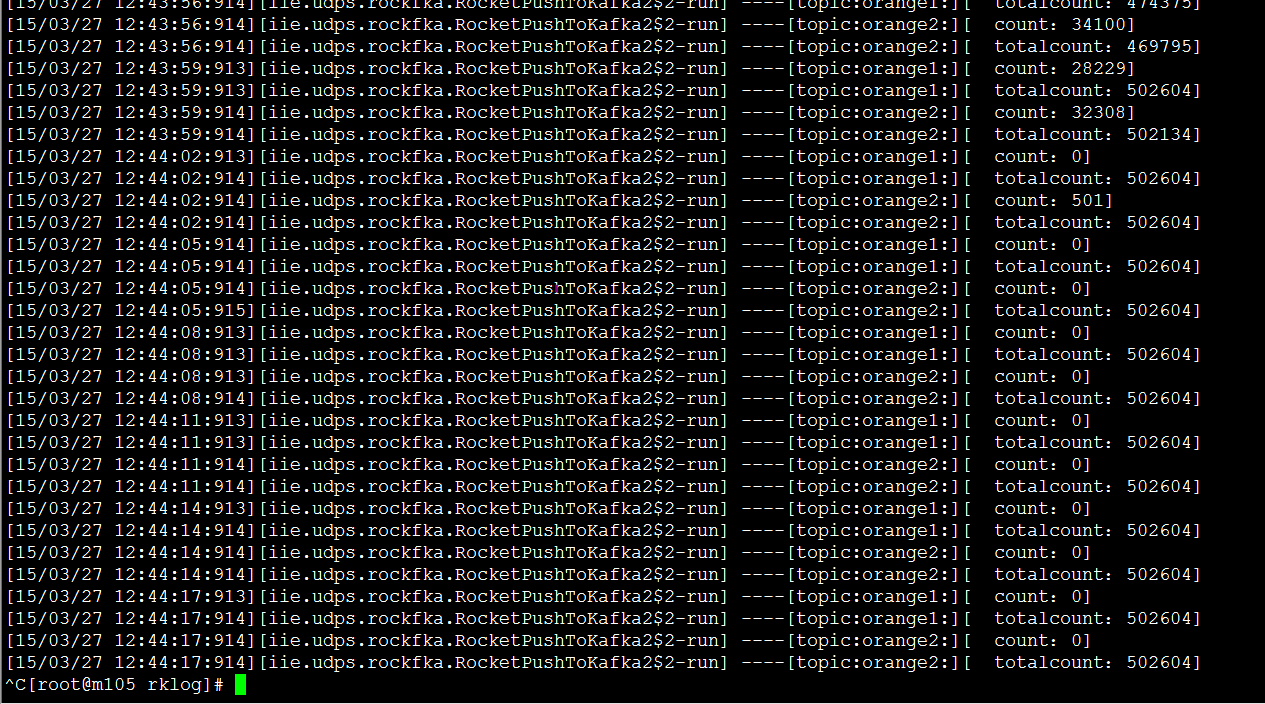 [15/03/27 12:43:56:914][iie.udps.rockfka.RocketPushToKafka2$2-run] ----[topic:orange1:][  totalcount: 474375]
[15/03/27 12:43:56:914][iie.udps.rockfka.RocketPushToKafka2$2-run] ----[topic:orange2:][  count: 34100]
[15/03/27 12:43:56:914][iie.udps.rockfka.RocketPushToKafka2$2-run] ----[topic:orange2:][  totalcount: 469795]
[15/03/27 12:43:59:913][iie.udps.rockfka.RocketPushToKafka2$2-run] ----[topic:orange1:][  count: 28229]
[15/03/27 12:43:59:913][iie.udps.rockfka.RocketPushToKafka2$2-run] ----[topic:orange1:][  totalcount: 502604]
[15/03/27 12:43:59:914][iie.udps.rockfka.RocketPushToKafka2$2-run] ----[topic:orange2:][  count: 32308]
[15/03/27 12:43:59:914][iie.udps.rockfka.RocketPushToKafka2$2-run] ----[topic:orange2:][  totalcount: 502134]
[15/03/27 12:44:02:913][iie.udps.rockfka.RocketPushToKafka2$2-run] ----[topic:orange1:][  count: 0]
[15/03/27 12:44:02:914][iie.udps.rockfka.RocketPushToKafka2$2-run] ----[topic:orange1:][  totalcount: 502604]
[15/03/27 12:44:02:914][iie.udps.rockfka.RocketPushToKafka2$2-run] ----[topic:orange2:][  count: 501]
[15/03/27 12:44:02:914][iie.udps.rockfka.RocketPushToKafka2$2-run] ----[topic:orange2:][  totalcount: 502604]
[15/03/27 12:44:05:914][iie.udps.rockfka.RocketPushToKafka2$2-run] ----[topic:orange1:][  count: 0]
[15/03/27 12:44:05:914][iie.udps.rockfka.RocketPushToKafka2$2-run] ----[topic:orange1:][  totalcount: 502604]
[15/03/27 12:44:05:914][iie.udps.rockfka.RocketPushToKafka2$2-run] ----[topic:orange2:][  count: 0]
[15/03/27 12:44:05:915][iie.udps.rockfka.RocketPushToKafka2$2-run] ----[topic:orange2:][  totalcount: 502604]
[15/03/27 12:44:08:913][iie.udps.rockfka.RocketPushToKafka2$2-run] ----[topic:orange1:][  count: 0]
[15/03/27 12:44:08:913][iie.udps.rockfka.RocketPushToKafka2$2-run] ----[topic:orange1:][  totalcount: 502604]
[15/03/27 12:44:08:913][iie.udps.rockfka.RocketPushToKafka2$2-run] ----[topic:orange2:][  count: 0]
[15/03/27 12:44:08:914][iie.udps.rockfka.RocketPushToKafka2$2-run] ----[topic:orange2:][  totalcount: 502604]
[15/03/27 12:44:11:913][iie.udps.rockfka.RocketPushToKafka2$2-run] ----[topic:orange1:][  count: 0]
[15/03/27 12:44:11:913][iie.udps.rockfka.RocketPushToKafka2$2-run] ----[topic:orange1:][  totalcount: 502604]
[15/03/27 12:44:11:914][iie.udps.rockfka.RocketPushToKafka2$2-run] ----[topic:orange2:][  count: 0]
[15/03/27 12:44:11:914][iie.udps.rockfka.RocketPushToKafka2$2-run] ----[topic:orange2:][  totalcount: 502604]
[15/03/27 12:44:14:913][iie.udps.rockfka.RocketPushToKafka2$2-run] ----[topic:orange1:][  count: 0]
[15/03/27 12:44:14:914][iie.udps.rockfka.RocketPushToKafka2$2-run] ----[topic:orange1:][  totalcount: 502604]
[15/03/27 12:44:14:914][iie.udps.rockfka.RocketPushToKafka2$2-run] ----[topic:orange2:][  count: 0]
[15/03/27 12:44:14:914][iie.udps.rockfka.RocketPushToKafka2$2-run] ----[topic:orange2:][  totalcount: 502604]
[15/03/27 12:44:17:913][iie.udps.rockfka.RocketPushToKafka2$2-run] ----[topic:orange1:][  count: 0]
[15/03/27 12:44:17:914][iie.udps.rockfka.RocketPushToKafka2$2-run] ----[topic:orange1:][  totalcount: 502604]
[15/03/27 12:44:17:914][iie.udps.rockfka.RocketPushToKafka2$2-run] ----[topic:orange2:][  count: 0]
[15/03/27 12:44:17:914][iie.udps.rockfka.RocketPushToKafka2$2-run] ----[topic:orange2:][  totalcount: 502604]
^C[root@m105 rklog]#